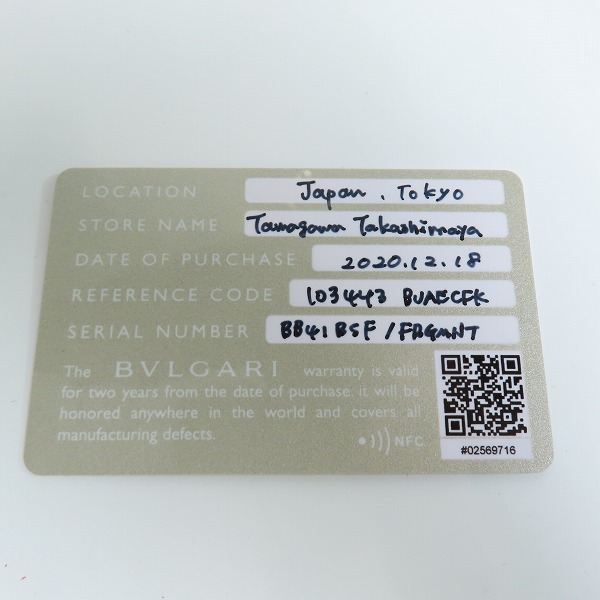 LOCATION Japan, Tokyo
STORE NAME Tamagawa Takashimaya
DATE OF PURCHASE 2020.12.18
REFERENCE CODE 103443 BUAECFK
SERIAL NUMBER BB41BSF/FRGMNT
The BVLGARI warranty is valid
for two years from the date of purchase. it will be
honored anywhere in the world and covers all
manufacturing defects.
NFC
#02569716